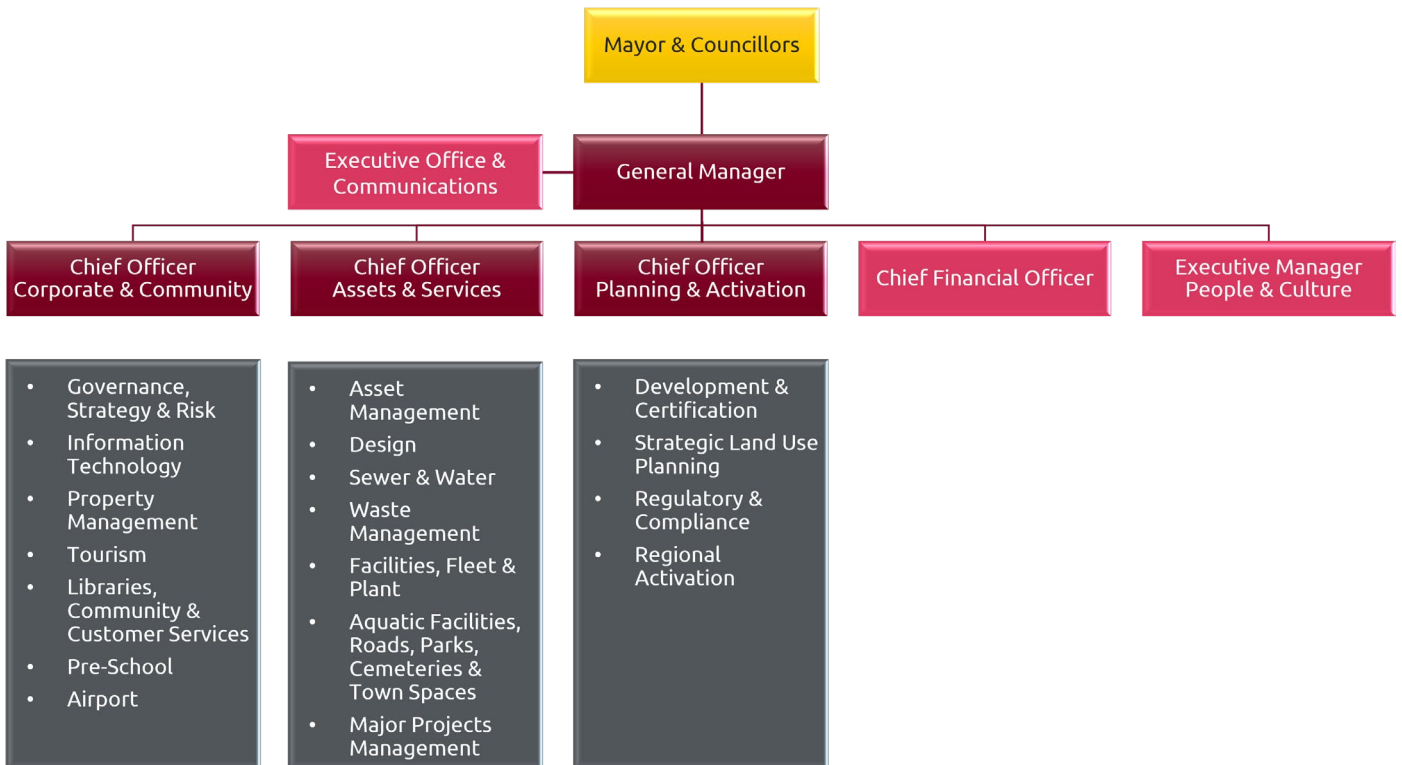 Mayor & Councillors
Executive Office &
Communications
General Manager
Chief Officer
Corporate & Community
Chief Officer
Assets & Services
Chief Officer
Planning & Activation
Chief Financial Officer
Executive Manager
People & Culture
• Governance,
Strategy & Risk
• Information
Technology
• Property
Management
• Tourism
• Libraries,
Community &
Customer Services
• Pre-School
• Airport
• Asset
Management
• Design
• Sewer & Water
• Waste
Management
• Facilities, Fleet &
Plant
• Aquatic Facilities,
Roads, Parks,
Cemeteries &
Town Spaces
• Major Projects
Management
• Development &
Certification
• Strategic Land Use
Planning
• Regulatory &
Compliance
• Regional
Activation